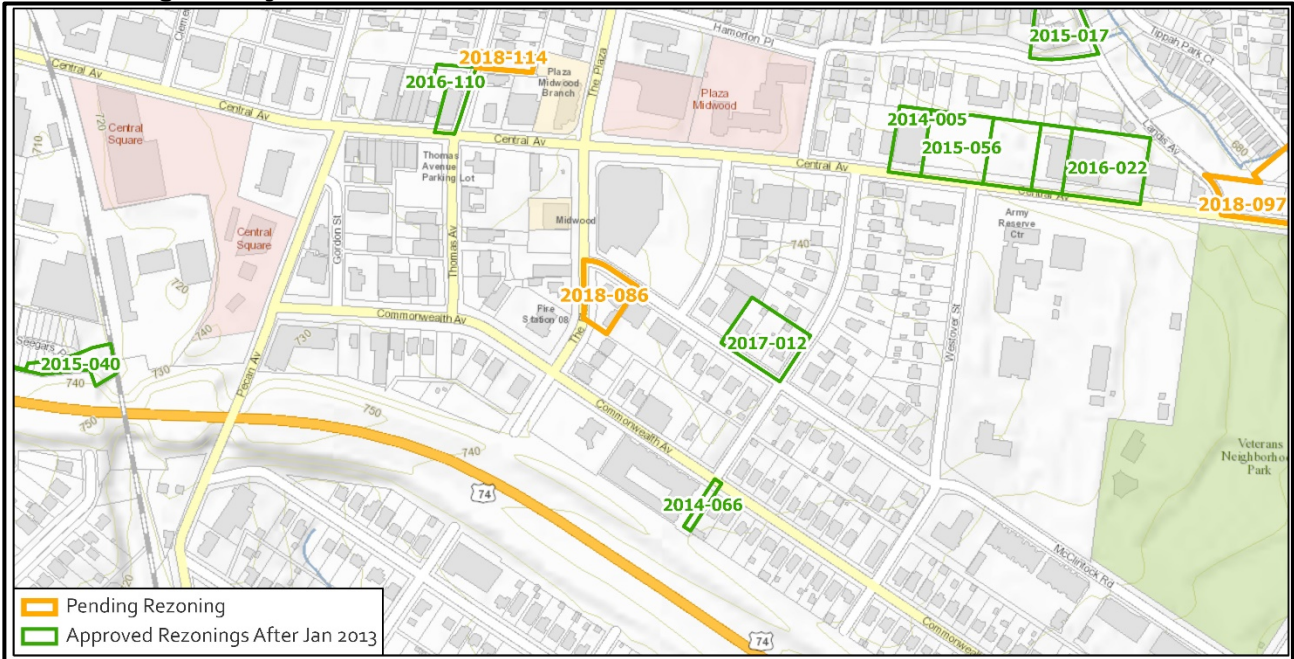 Hamorton Pl
Tippah Park Ct
2015-017
Clemen
2018-114
2016-110
Plaza
Midwood
Branch
The Plaza
Plaza
Midwood
Central Av
Central
Square
720
710
Central Av
2014-005
2015-056
2016-022
Landis Av
680
Thomas
Avenue
Parking Lot
Central Av
Central Av
2018-097
Army
Reserve
Ctr
Midwood
Gordon St
Thomas Av
Central
Square
740
720
2018-086
Fire
Station 08
The
Commonwealth Av
740
730
2017-012
Westover St
Seegars
2015-040
740
730
Pecan Av
750
750
740
Commonwealth Av
Veterans
Neighborhoo
Park
74
2014-066
McClintock Rd
720
74
Commonwealth
Pending Rezoning
Approved Rezonings After Jan 2013